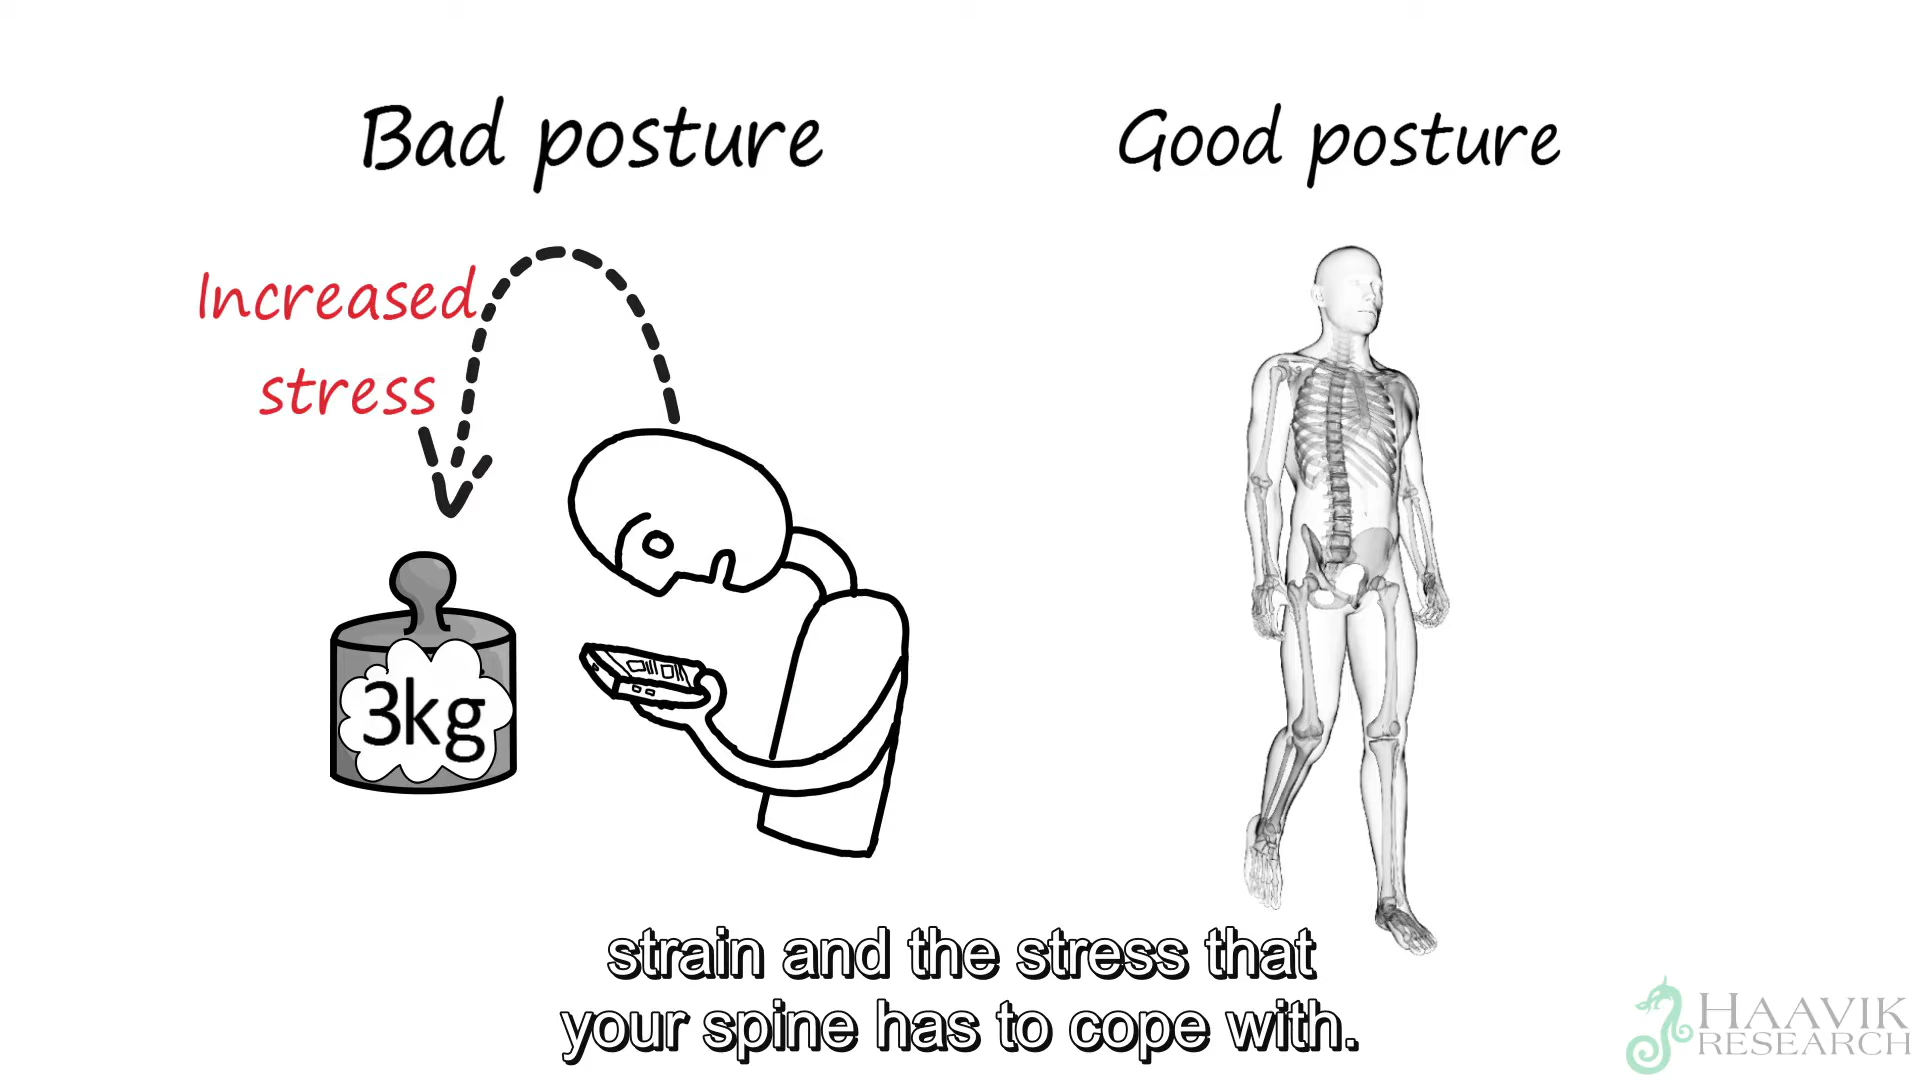 Bad posture
Good posture
Increased
stress
3kg
strain and the stress that
your spine has to cope with.
HAAVIK
RESEARCH